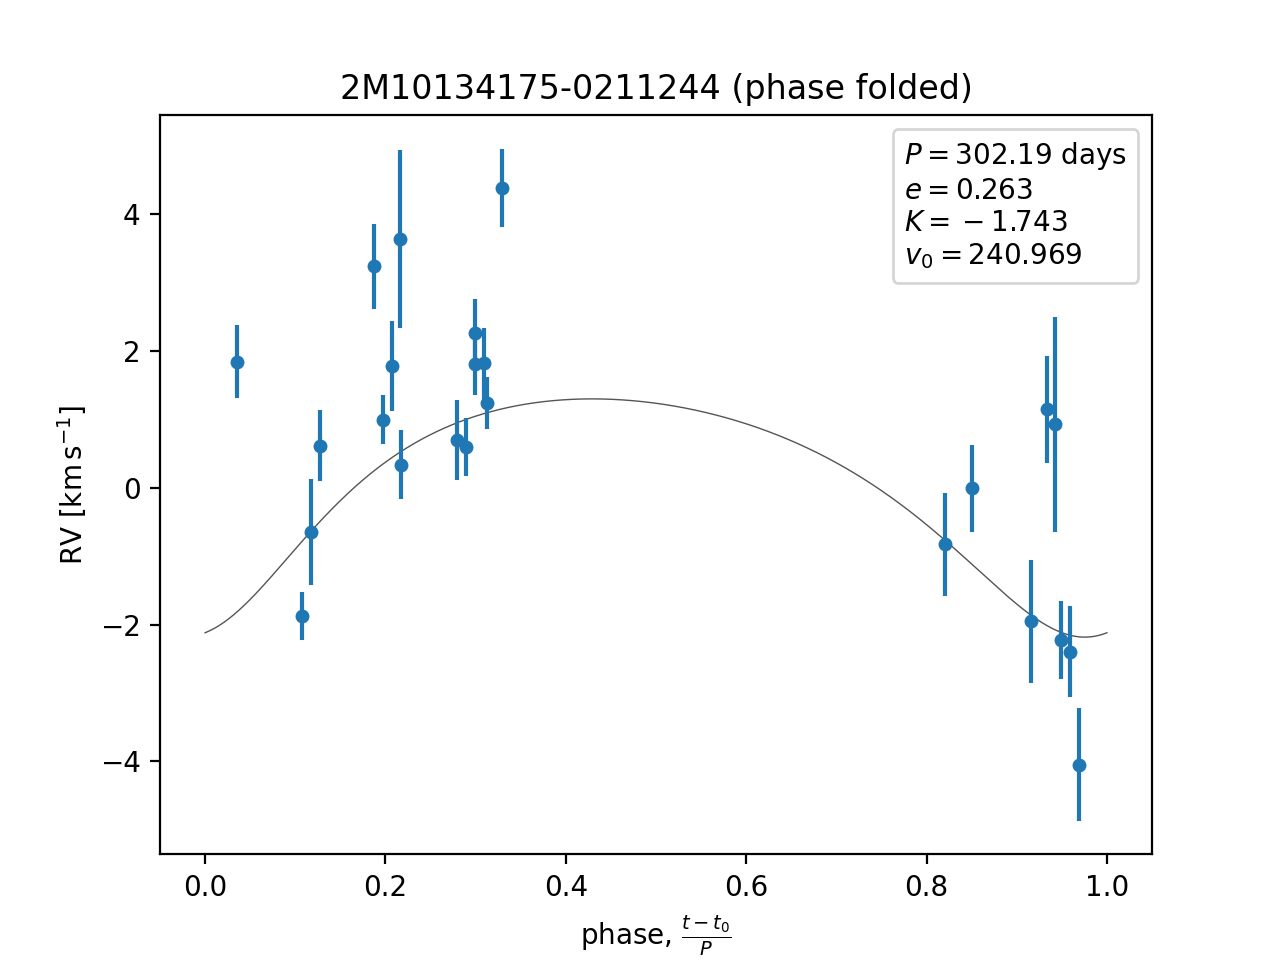 2M10134175-0211244 (phase folded)
P = 302.19 days
e = 0.263
K = −1.743
v₀ = 240.969
RV [km s⁻¹]
4
2
0
−2
−4
0.0 0.2 0.4 0.6 0.8 1.0
phase, (t − t₀)/P